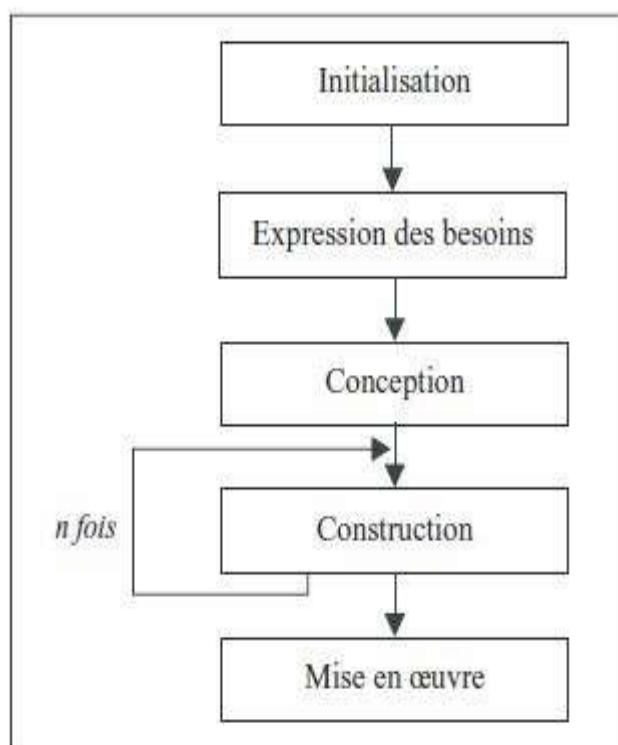 Initialisation
Expression des besoins
Conception
n fois
Construction
Mise en œuvre